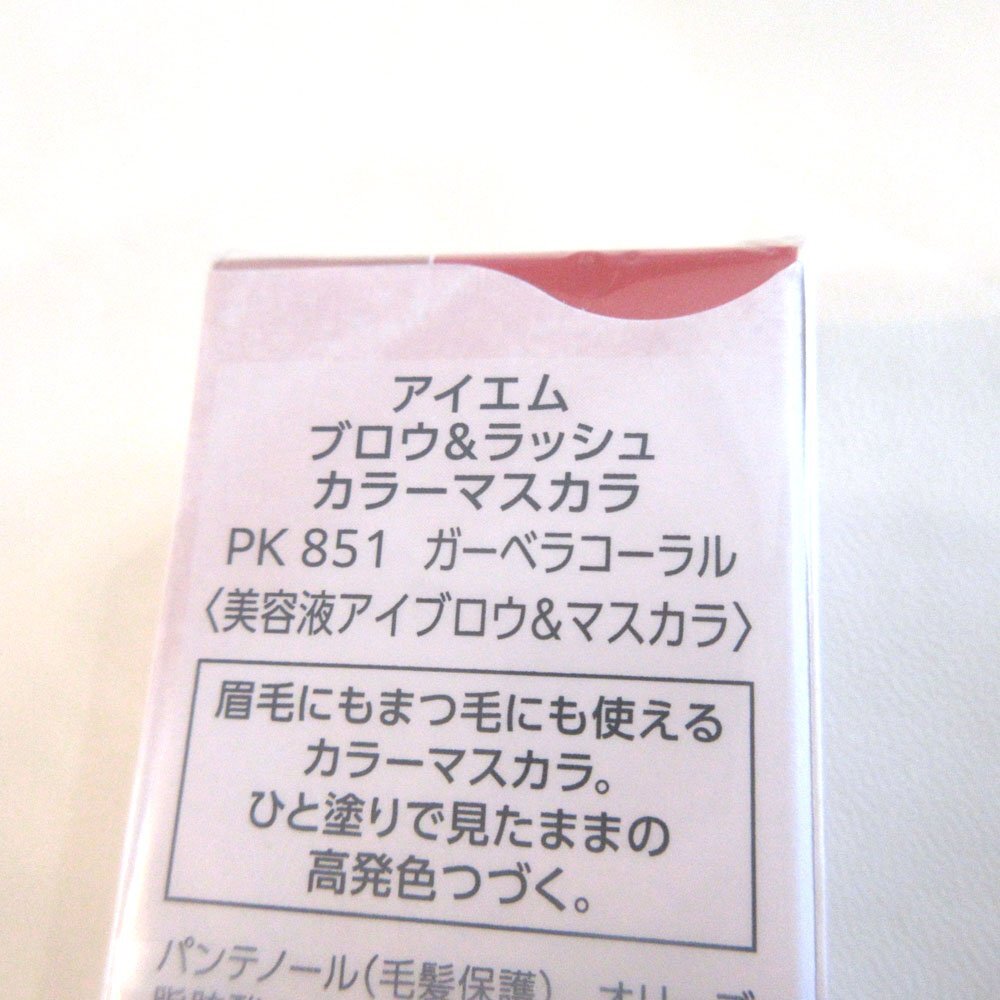 アイエム
ブロウ&ラッシュ
カラーマスカラ
PK 851 ガーベラコーラル
〈美容液アイブロウ&マスカラ〉
眉毛にもまつ毛にも使える
カラーマスカラ。
ひと塗りで見たままの
高発色つづく。
パンテノール(毛髪保護)